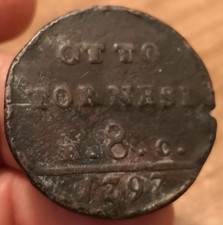 OTTO
TORNESI
8 . C.
1797